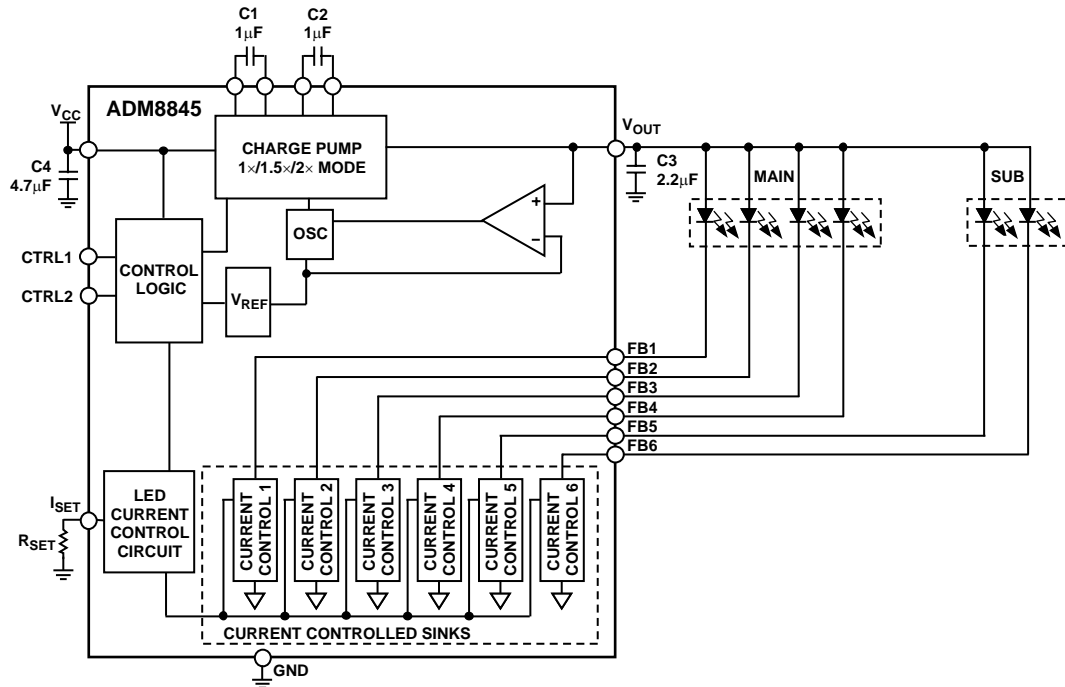 C1
1μF
C2
1μF
ADM8845
VCC
C4
4.7μF
CHARGE PUMP
1×/1.5×/2× MODE
VOUT
C3
2.2μF
MAIN
SUB
OSC
+
–
CTRL1
CTRL2
CONTROL
LOGIC
VREF
FB1
FB2
FB3
FB4
FB5
FB6
ISET
RSET
LED
CURRENT
CONTROL
CIRCUIT
CURRENT
CONTROL 1
CURRENT
CONTROL 2
CURRENT
CONTROL 3
CURRENT
CONTROL 4
CURRENT
CONTROL 5
CURRENT
CONTROL 6
CURRENT CONTROLLED SINKS
GND